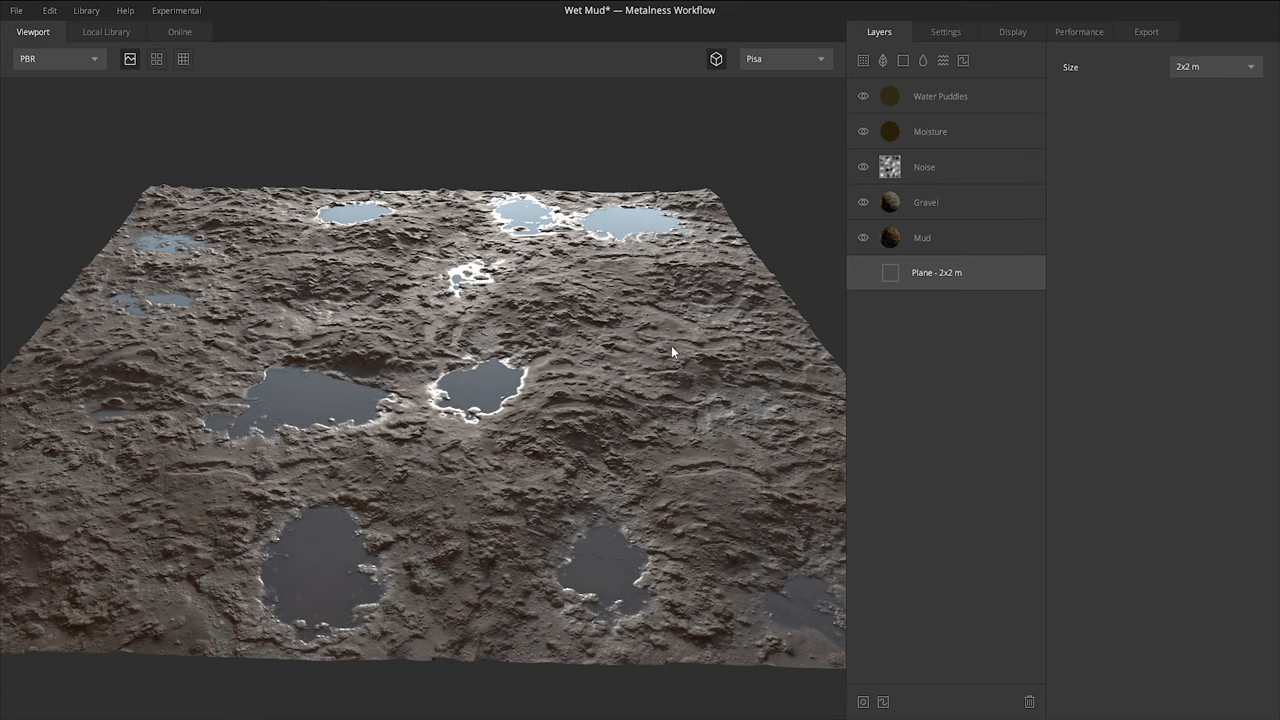 File Edit Library Help Experimental
Wet Mud* — Metalness Workflow
Viewport Local Library Online
Layers Settings Display Performance Export
PBR
Pisa
Size 2x2 m
Water Puddles
Moisture
Noise
Gravel
Mud
Plane - 2x2 m